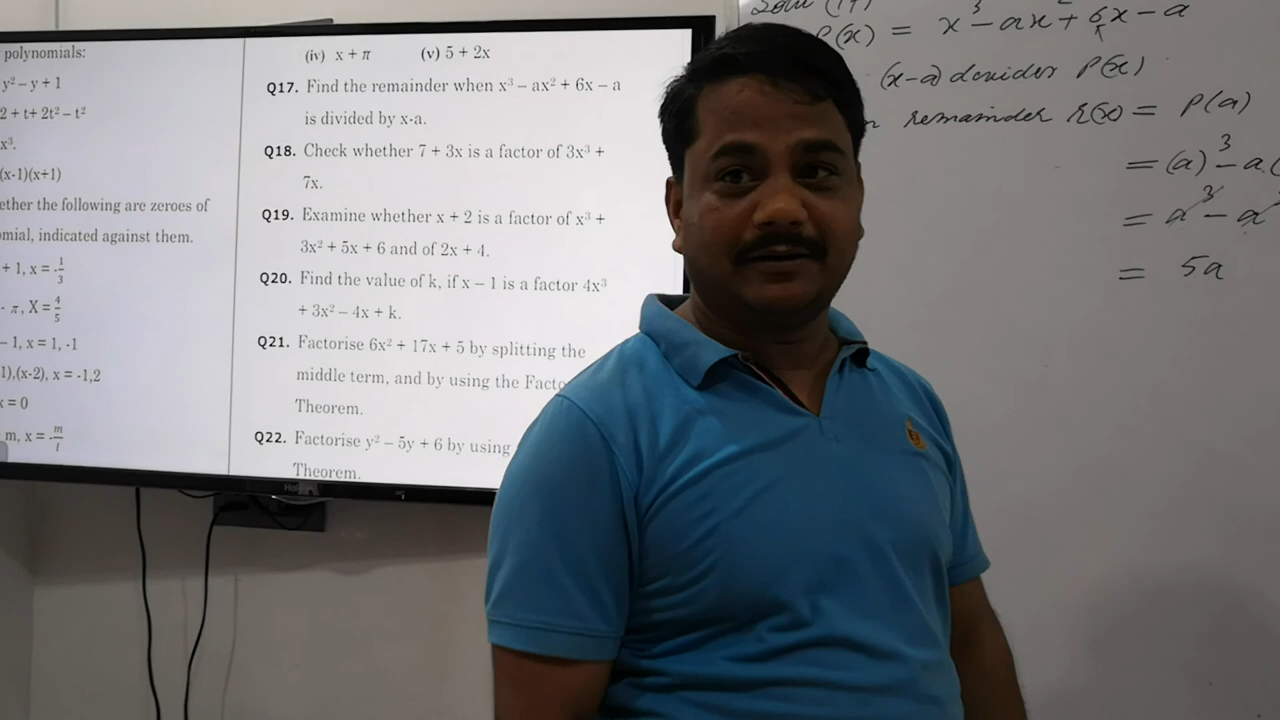 polynomials:
y² – y + 1
2 + t+ 2t² – t²
x³.
(x-1)(x+1)
ether the following are zeroes of
omial, indicated against them.
+ 1, x = -1/3
- π, X = 4/5
– 1, x = 1, -1
1),(x-2), x = -1,2
x = 0
m, x = -m/l
(iv) x + π (v) 5 + 2x
Q17. Find the remainder when x³ – ax² + 6x – a
is divided by x-a.
Q18. Check whether 7 + 3x is a factor of 3x³ +
7x.
Q19. Examine whether x + 2 is a factor of x³ +
3x² + 5x + 6 and of 2x + 4.
Q20. Find the value of k, if x – 1 is a factor 4x³
+ 3x² – 4x + k.
Q21. Factorise 6x² + 17x + 5 by splitting the
middle term, and by using the Facto
Theorem.
Q22. Factorise y² – 5y + 6 by using
Theorem.
P(x) = x³ – ax² + 6x – a
(x-a) devides P(x)
remainder r(x) = P(a)
= (a)³ – a(
= a³ – a³
= 5a